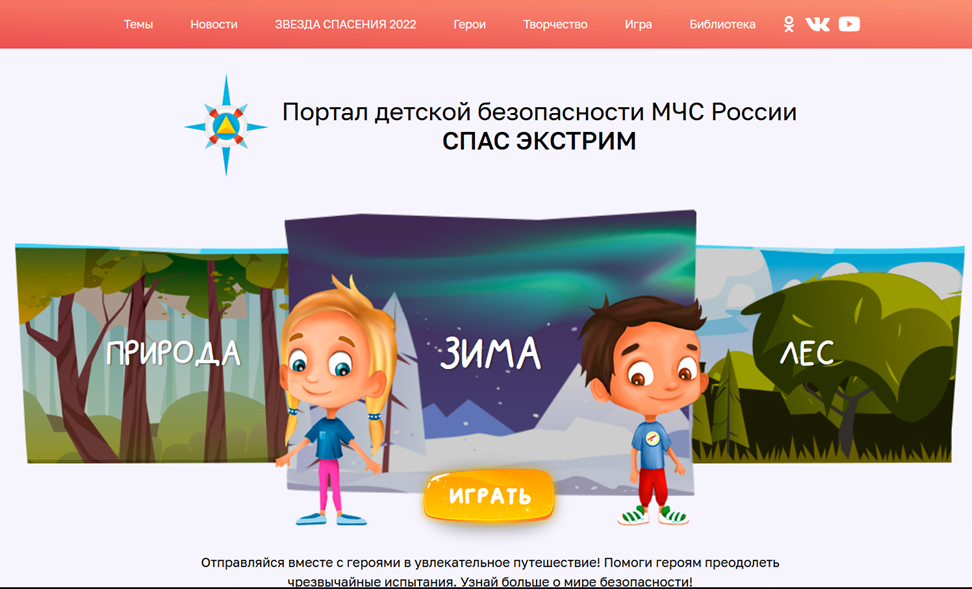 Темы Новости ЗВЕЗДА СПАСЕНИЯ 2022 Герои Творчество Игра Библиотека
Портал детской безопасности МЧС России
СПАС ЭКСТРИМ
ПРИРОДА
ЗИМА
ЛЕС
ИГРАТЬ
Отправляйся вместе с героями в увлекательное путешествие! Помоги героям преодолеть
чрезвычайные испытания. Узнай больше о мире безопасности!